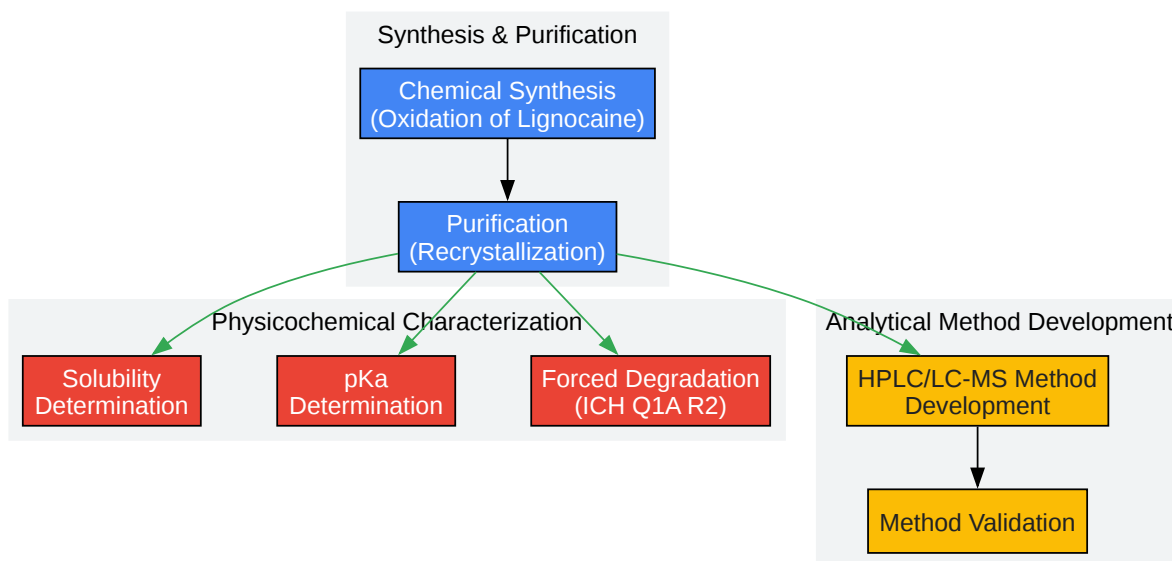 Synthesis & Purification
Chemical Synthesis
(Oxidation of Lignocaine)
Purification
(Recrystallization)
Physicochemical Characterization
Solubility
Determination
pKa
Determination
Forced Degradation
(ICH Q1A R2)
Analytical Method Development
HPLC/LC-MS Method
Development
Method Validation